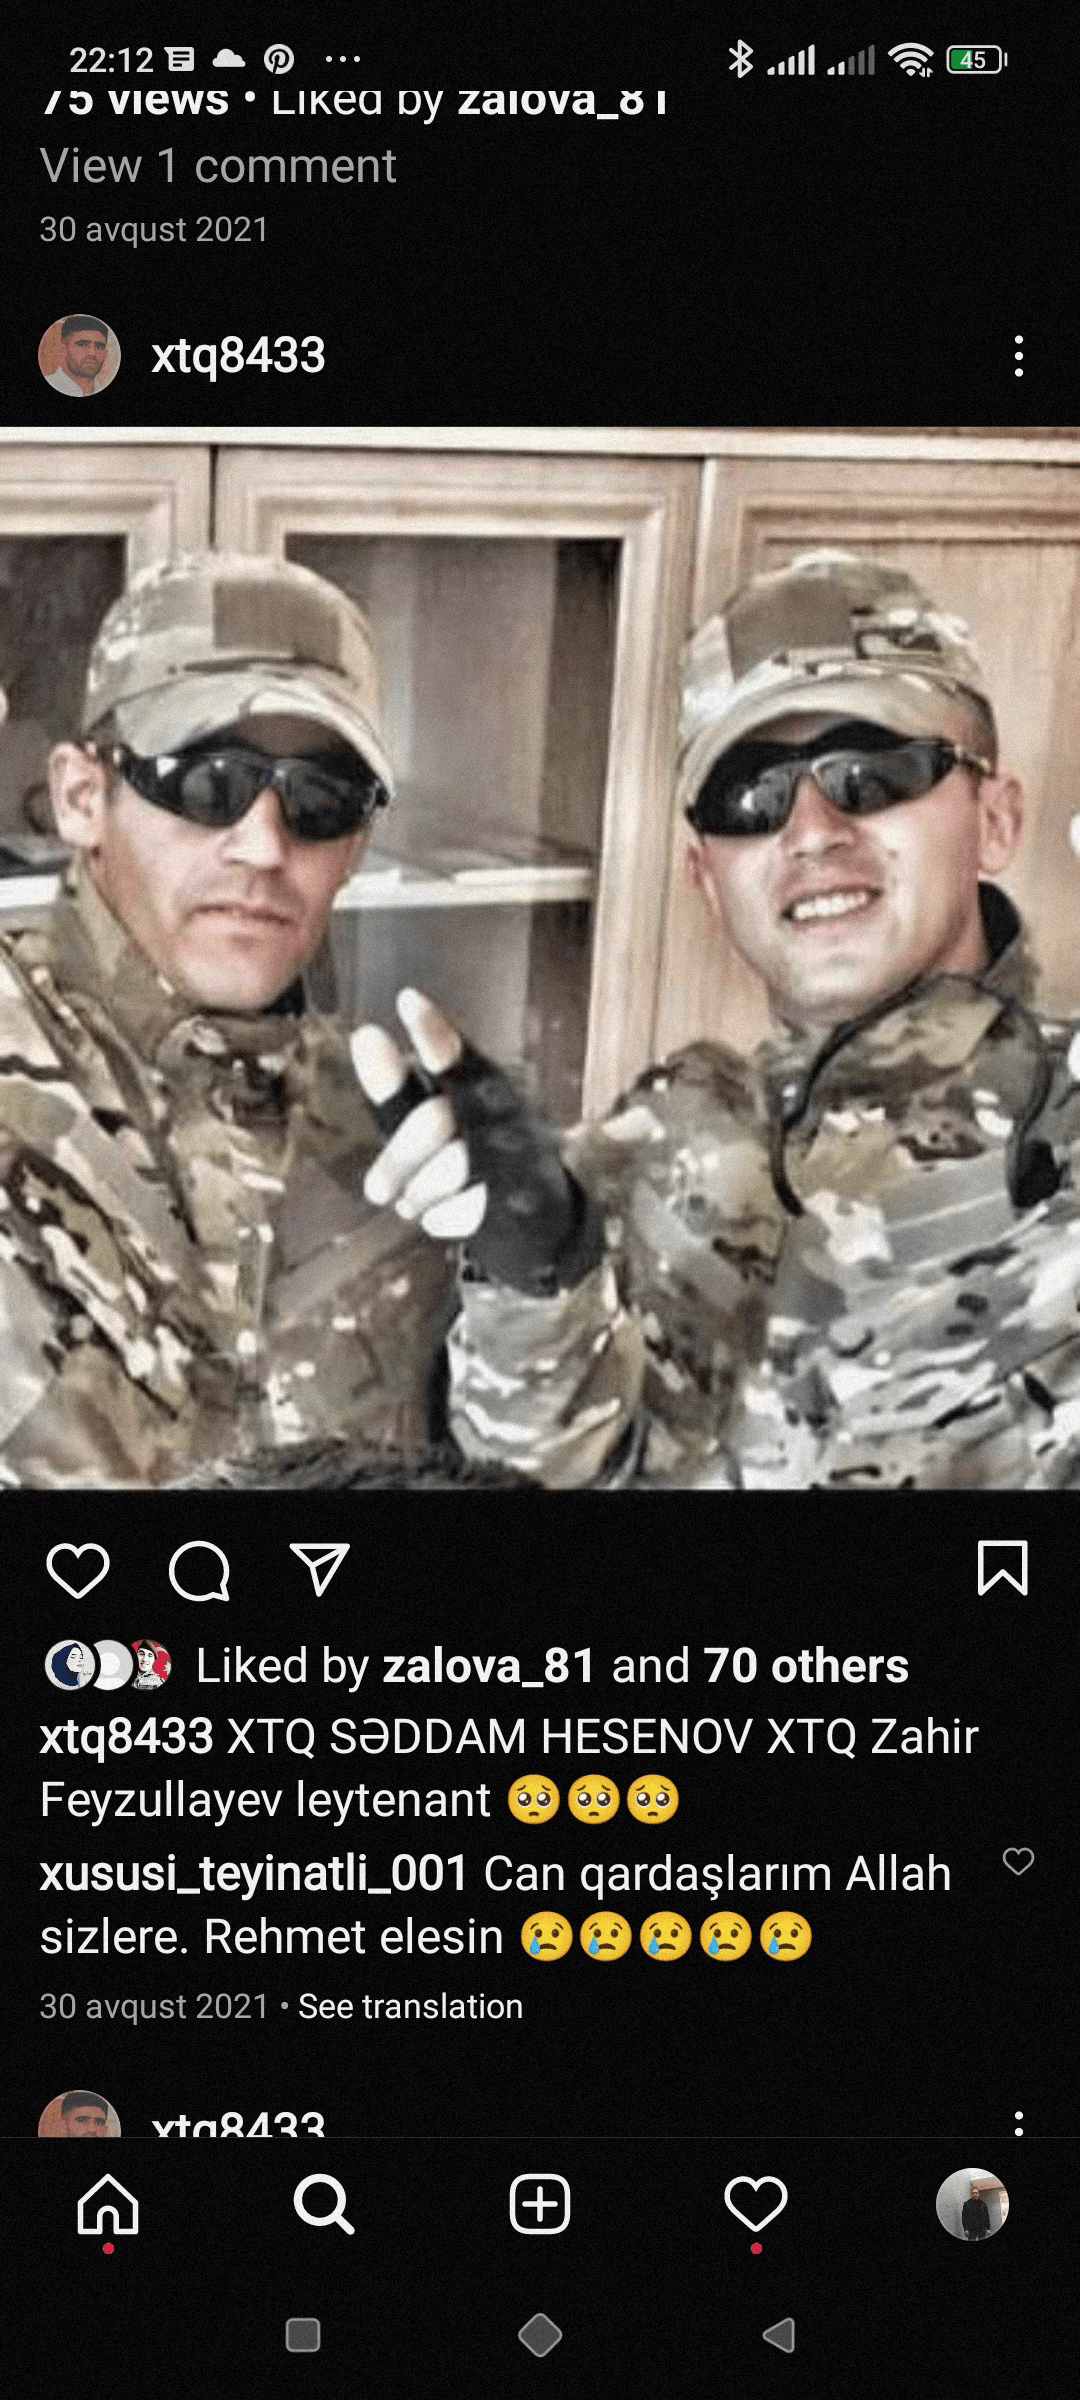 22:12
45
75 views • Liked by zalova_81
View 1 comment
30 avqust 2021
xtq8433
Liked by zalova_81 and 70 others
xtq8433 XTQ SƏDDAM HESENOV XTQ Zahir
Feyzullayev leytenant 🥺🥺🥺
xususi_teyinatli_001 Can qardaşlarım Allah
sizlere. Rehmet elesin 😢😢😢😢😢
30 avqust 2021 • See translation
xtq8433